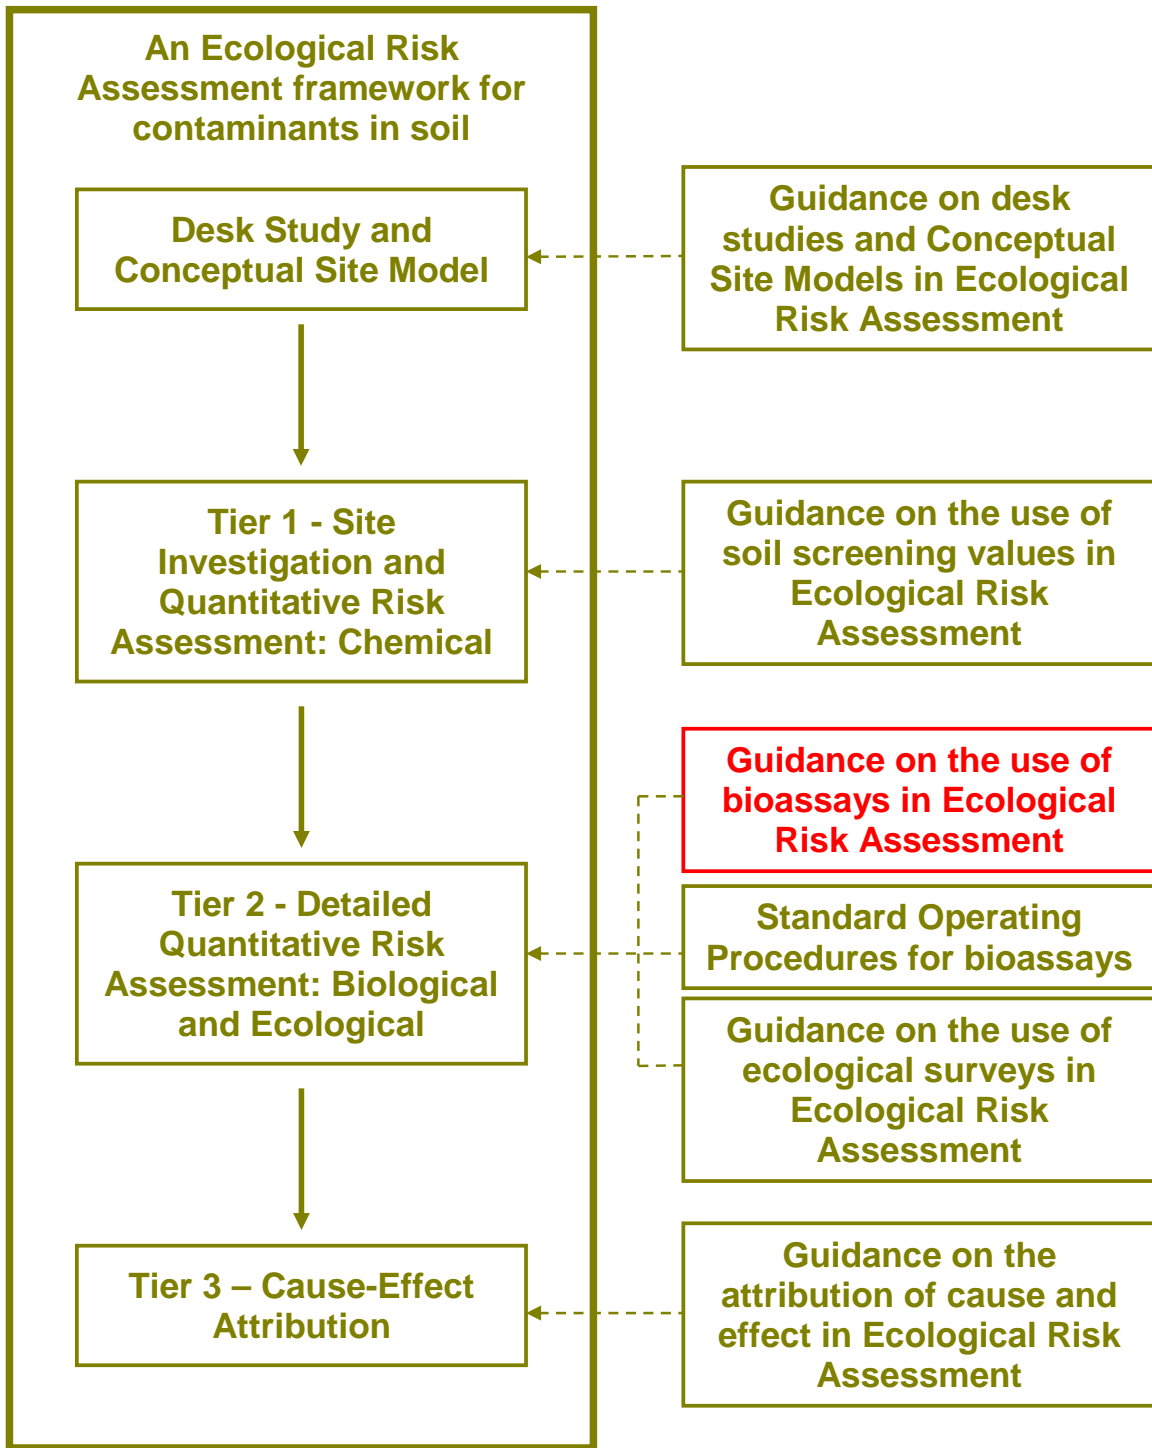 An Ecological Risk
Assessment framework for
contaminants in soil
Desk Study and
Conceptual Site Model
Guidance on desk
studies and Conceptual
Site Models in Ecological
Risk Assessment
Tier 1 - Site
Investigation and
Quantitative Risk
Assessment: Chemical
Guidance on the use of
soil screening values in
Ecological Risk
Assessment
Guidance on the use of
bioassays in Ecological
Risk Assessment
Tier 2 - Detailed
Quantitative Risk
Assessment: Biological
and Ecological
Standard Operating
Procedures for bioassays
Guidance on the use of
ecological surveys in
Ecological Risk
Assessment
Tier 3 – Cause-Effect
Attribution
Guidance on the
attribution of cause and
effect in Ecological Risk
Assessment